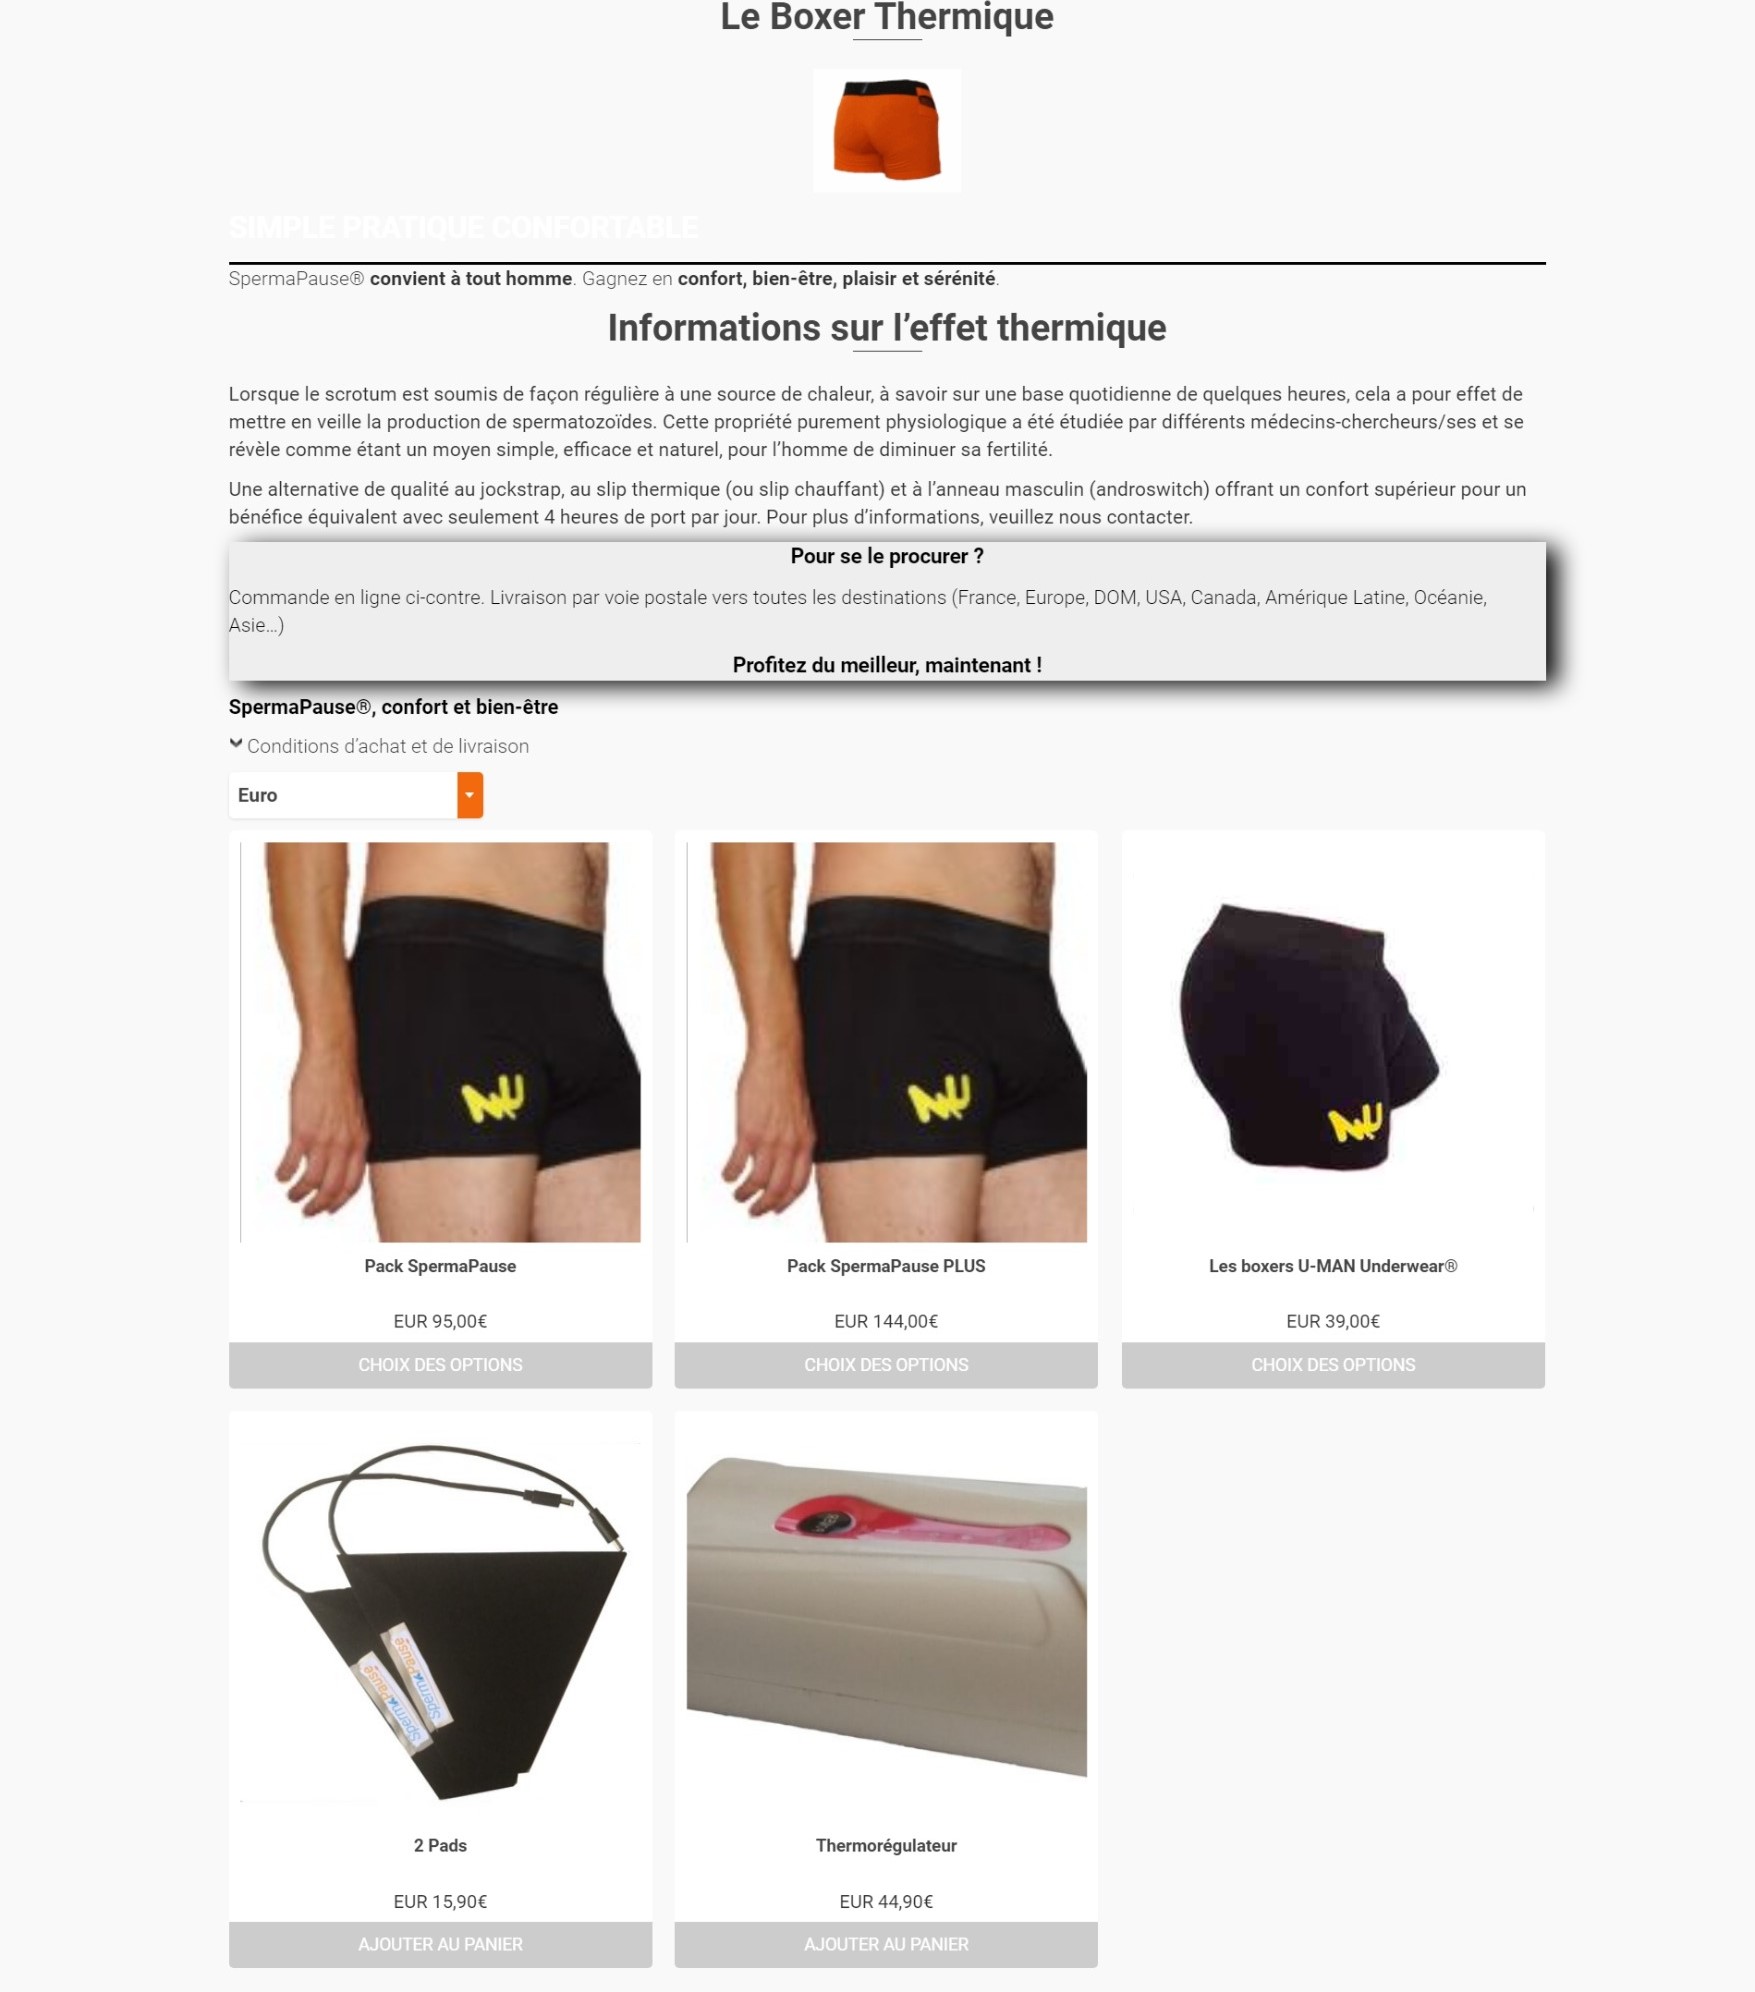 Le Boxer Thermique
SIMPLE PRATIQUE CONFORTABLE
SpermaPause® convient à tout homme. Gagnez en confort, bien-être, plaisir et sérénité.
Informations sur l’effet thermique
Lorsque le scrotum est soumis de façon régulière à une source de chaleur, à savoir sur une base quotidienne de quelques heures, cela a pour effet de
mettre en veille la production de spermatozoïdes. Cette propriété purement physiologique a été étudiée par différents médecins-chercheurs/ses et se
révèle comme étant un moyen simple, efficace et naturel, pour l’homme de diminuer sa fertilité.
Une alternative de qualité au jockstrap, au slip thermique (ou slip chauffant) et à l’anneau masculin (androswitch) offrant un confort supérieur pour un
bénéfice équivalent avec seulement 4 heures de port par jour. Pour plus d’informations, veuillez nous contacter.
Pour se le procurer ?
Commande en ligne ci-contre. Livraison par voie postale vers toutes les destinations (France, Europe, DOM, USA, Canada, Amérique Latine, Océanie,
Asie…)
Profitez du meilleur, maintenant !
SpermaPause®, confort et bien-être
Conditions d’achat et de livraison
Euro
Pack SpermaPause
EUR 95,00€
CHOIX DES OPTIONS
Pack SpermaPause PLUS
EUR 144,00€
CHOIX DES OPTIONS
Les boxers U-MAN Underwear®
EUR 39,00€
CHOIX DES OPTIONS
SpermaPause
SpermaPause
2 Pads
EUR 15,90€
AJOUTER AU PANIER
Thermorégulateur
EUR 44,90€
AJOUTER AU PANIER